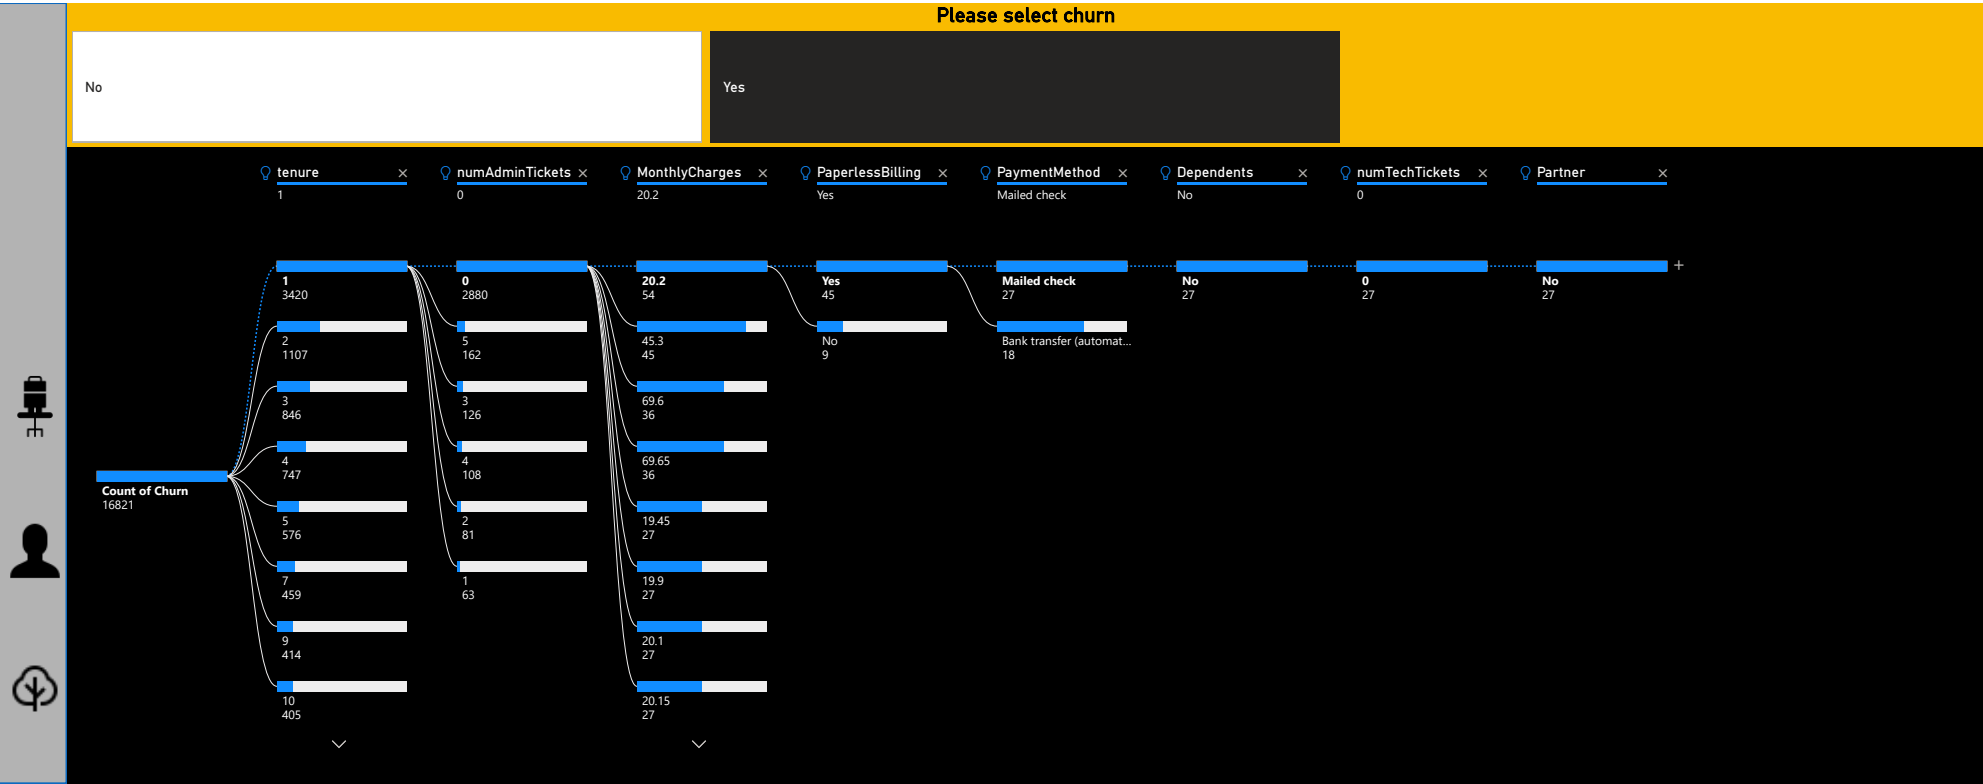 Please select churn
No
Yes
tenure
1
numAdminTickets
0
MonthlyCharges
20.2
PaperlessBilling
Yes
PaymentMethod
Mailed check
Dependents
No
numTechTickets
0
Partner
Count of Churn
16821
1
3420
2
1107
3
846
4
747
5
576
7
459
9
414
10
405
0
2880
5
162
3
126
4
108
2
81
1
63
20.2
54
45.3
45
69.6
36
69.65
36
19.45
27
19.9
27
20.1
27
20.15
27
Yes
45
No
9
Mailed check
27
Bank transfer (automat...
18
No
27
0
27
No
27